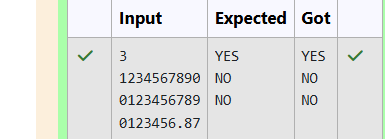 Input Expected Got
3 YES YES
1234567890 NO NO
0123456789 NO NO
0123456.87